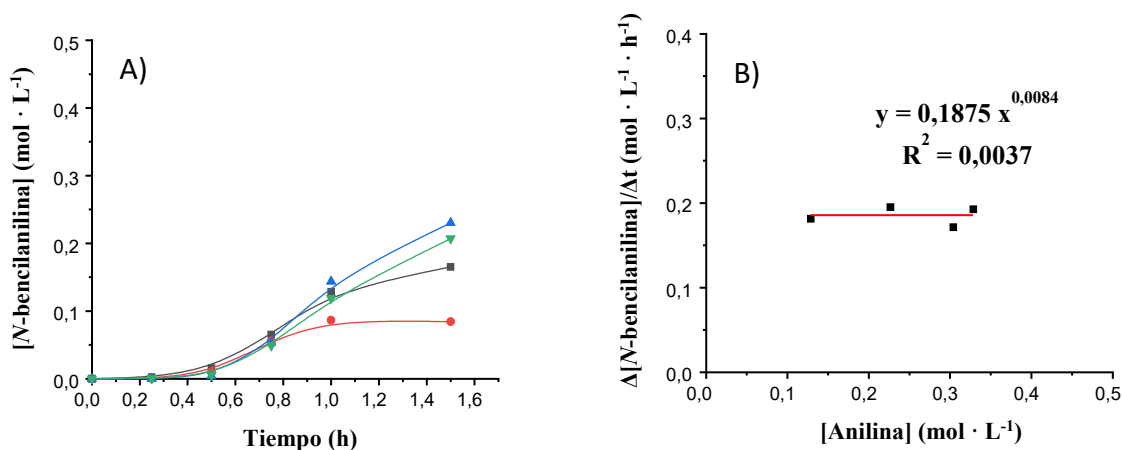 A)
[N-bencilanilina] (mol · L⁻¹)
0,5
0,4
0,3
0,2
0,1
0,0
0,0 0,2 0,4 0,6 0,8 1,0 1,2 1,4 1,6
Tiempo (h)
B)
Δ[N-bencilanilina]/Δt (mol · L⁻¹ · h⁻¹)
0,4
0,3
0,2
0,1
0,0
y = 0,1875 x^0,0084
R² = 0,0037
0,0 0,1 0,2 0,3 0,4 0,5
[Anilina] (mol · L⁻¹)